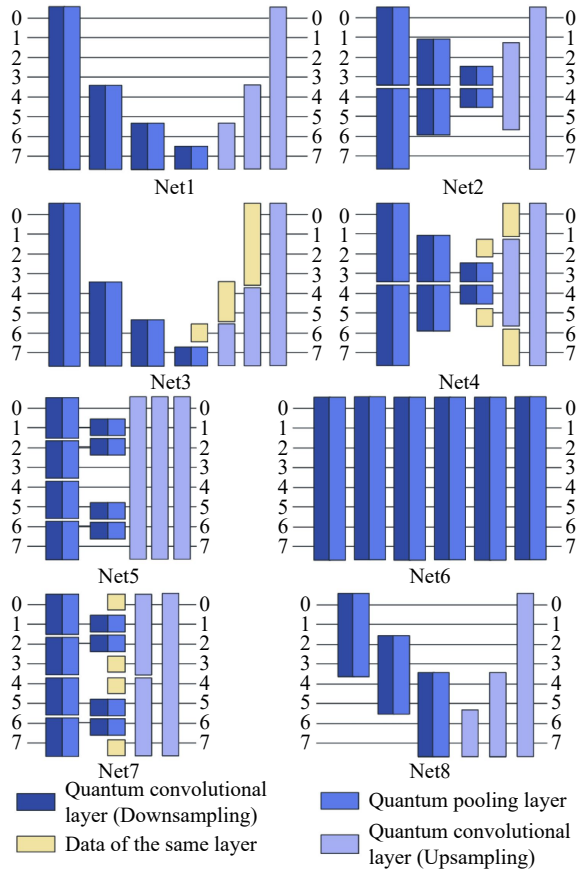 0 0 0 0
1 1 1 1
2 2 2 2
3 3 3 3
4 4 4 4
5 5 5 5
6 6 6 6
7 7 7 7
Net1 Net2
0 0 0 0
1 1 1 1
2 2 2 2
3 3 3 3
4 4 4 4
5 5 5 5
6 6 6 6
7 7 7 7
Net3 Net4
0 0 0 0
1 1 1 1
2 2 2 2
3 3 3 3
4 4 4 4
5 5 5 5
6 6 6 6
7 7 7 7
Net5 Net6
0 0 0 0
1 1 1 1
2 2 2 2
3 3 3 3
4 4 4 4
5 5 5 5
6 6 6 6
7 7 7 7
Net7 Net8
Quantum convolutional
layer (Downsampling)
Data of the same layer
Quantum pooling layer
Quantum convolutional
layer (Upsampling)